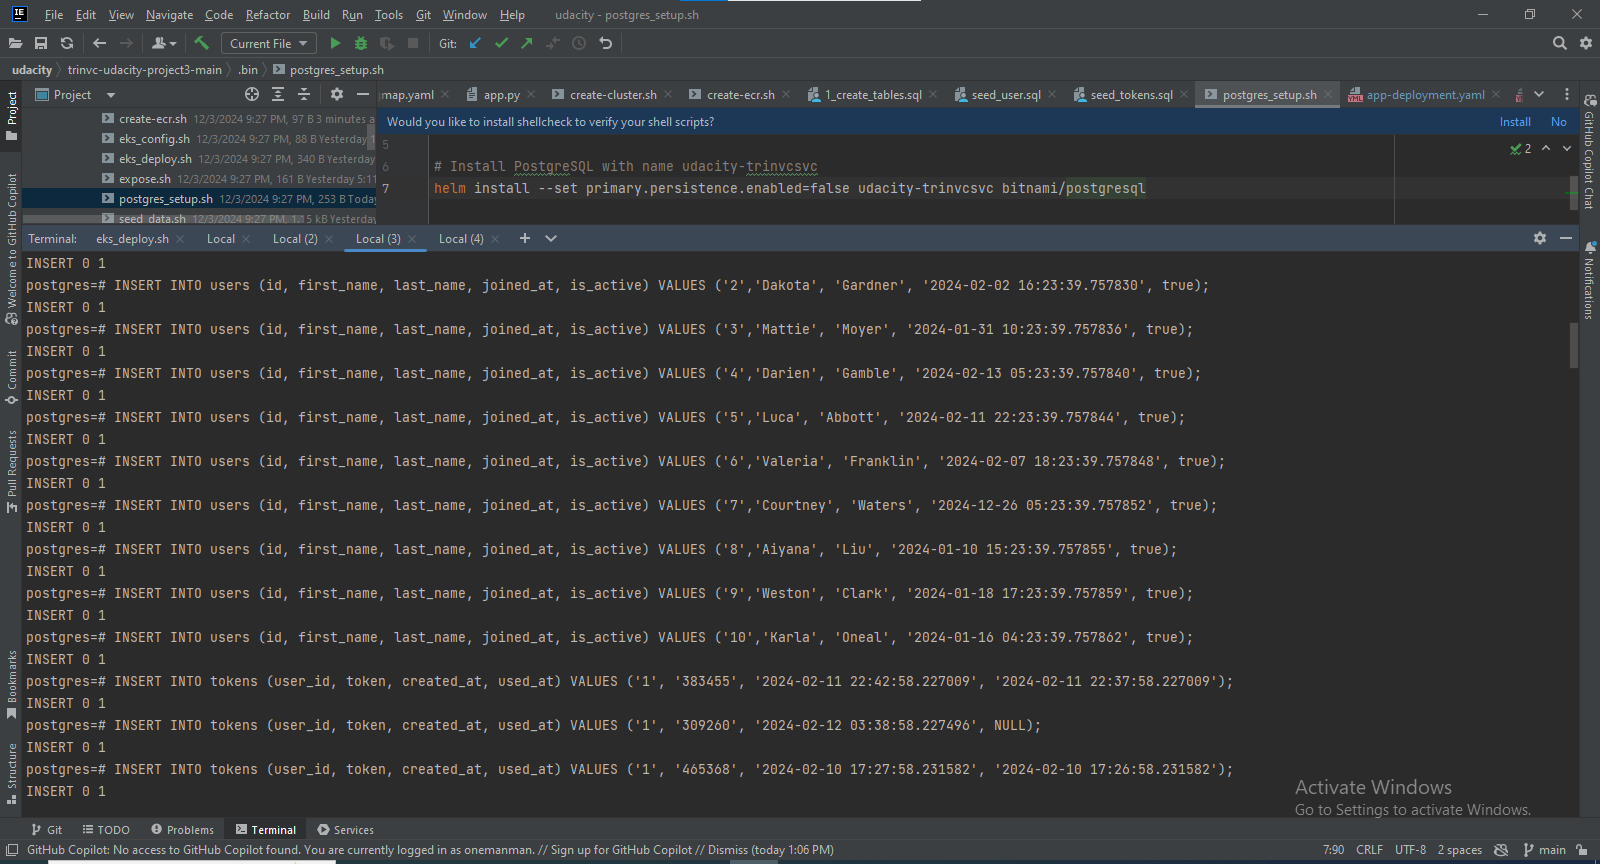 File Edit View Navigate Code Refactor Build Run Tools Git Window Help udacity - postgres_setup.sh
Current File Git:
udacity trinvc-udacity-project3-main .bin postgres_setup.sh
Project
gmap.yaml app.py create-cluster.sh create-ecr.sh 1_create_tables.sql seed_user.sql seed_tokens.sql postgres_setup.sh app-deployment.yaml
create-ecr.sh 12/3/2024 9:27 PM, 97 B 3 minutes a
eks_config.sh 12/3/2024 9:27 PM, 88 B Yesterday 1
eks_deploy.sh 12/3/2024 9:27 PM, 340 B Yesterday
expose.sh 12/3/2024 9:27 PM, 161 B Yesterday 5:11
postgres_setup.sh 12/3/2024 9:27 PM, 253 B Today
seed_data.sh 12/3/2024 9:27 PM, 1.15 kB Yesterday
Would you like to install shellcheck to verify your shell scripts? Install No
5
6 # Install PostgreSQL with name udacity-trinvcsvc
7 helm install --set primary.persistence.enabled=false udacity-trinvcsvc bitnami/postgresql
2
Terminal: eks_deploy.sh Local Local (2) Local (3) Local (4)
INSERT 0 1
postgres=# INSERT INTO users (id, first_name, last_name, joined_at, is_active) VALUES ('2','Dakota', 'Gardner', '2024-02-02 16:23:39.757830', true);
INSERT 0 1
postgres=# INSERT INTO users (id, first_name, last_name, joined_at, is_active) VALUES ('3','Mattie', 'Moyer', '2024-01-31 10:23:39.757836', true);
INSERT 0 1
postgres=# INSERT INTO users (id, first_name, last_name, joined_at, is_active) VALUES ('4','Darien', 'Gamble', '2024-02-13 05:23:39.757840', true);
INSERT 0 1
postgres=# INSERT INTO users (id, first_name, last_name, joined_at, is_active) VALUES ('5','Luca', 'Abbott', '2024-02-11 22:23:39.757844', true);
INSERT 0 1
postgres=# INSERT INTO users (id, first_name, last_name, joined_at, is_active) VALUES ('6','Valeria', 'Franklin', '2024-02-07 18:23:39.757848', true);
INSERT 0 1
postgres=# INSERT INTO users (id, first_name, last_name, joined_at, is_active) VALUES ('7','Courtney', 'Waters', '2024-12-26 05:23:39.757852', true);
INSERT 0 1
postgres=# INSERT INTO users (id, first_name, last_name, joined_at, is_active) VALUES ('8','Aiyana', 'Liu', '2024-01-10 15:23:39.757855', true);
INSERT 0 1
postgres=# INSERT INTO users (id, first_name, last_name, joined_at, is_active) VALUES ('9','Weston', 'Clark', '2024-01-18 17:23:39.757859', true);
INSERT 0 1
postgres=# INSERT INTO users (id, first_name, last_name, joined_at, is_active) VALUES ('10','Karla', 'Oneal', '2024-01-16 04:23:39.757862', true);
INSERT 0 1
postgres=# INSERT INTO tokens (user_id, token, created_at, used_at) VALUES ('1', '383455', '2024-02-11 22:42:58.227009', '2024-02-11 22:37:58.227009');
INSERT 0 1
postgres=# INSERT INTO tokens (user_id, token, created_at, used_at) VALUES ('1', '309260', '2024-02-12 03:38:58.227496', NULL);
INSERT 0 1
postgres=# INSERT INTO tokens (user_id, token, created_at, used_at) VALUES ('1', '465368', '2024-02-10 17:27:58.231582', '2024-02-10 17:26:58.231582');
INSERT 0 1
Activate Windows
Go to Settings to activate Windows.
Project
Welcome to GitHub Copilot
Commit
Pull Requests
Bookmarks
Structure
GitHub Copilot Chat
Notifications
Git TODO Problems Terminal Services
GitHub Copilot: No access to GitHub Copilot found. You are currently logged in as onemanman. // Sign up for GitHub Copilot // Dismiss (today 1:06 PM) 7:90 CRLF UTF-8 2 spaces main